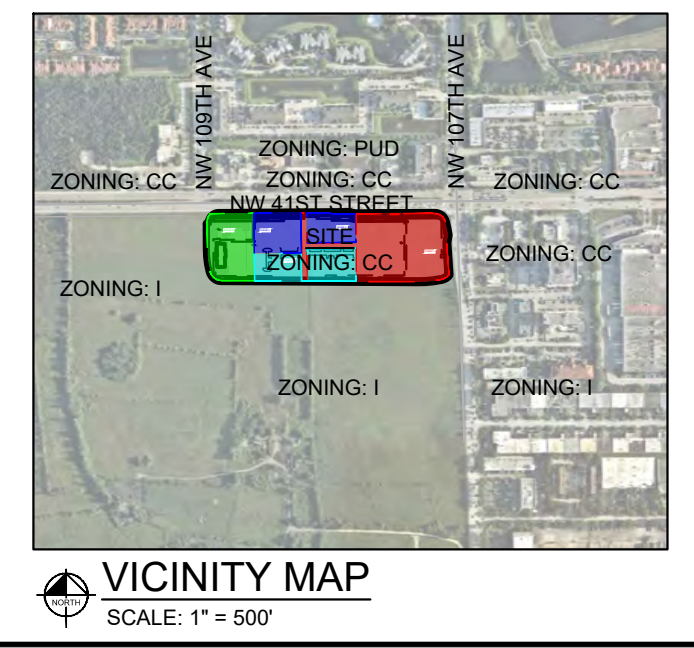 NW 109TH AVE
NW 107TH AVE
ZONING: PUD
ZONING: CC
ZONING: CC
ZONING: CC
NW 41ST STREET
SITE
ZONING: CC
ZONING: CC
ZONING: I
ZONING: I
ZONING: I
NORTH
VICINITY MAP
SCALE: 1" = 500'